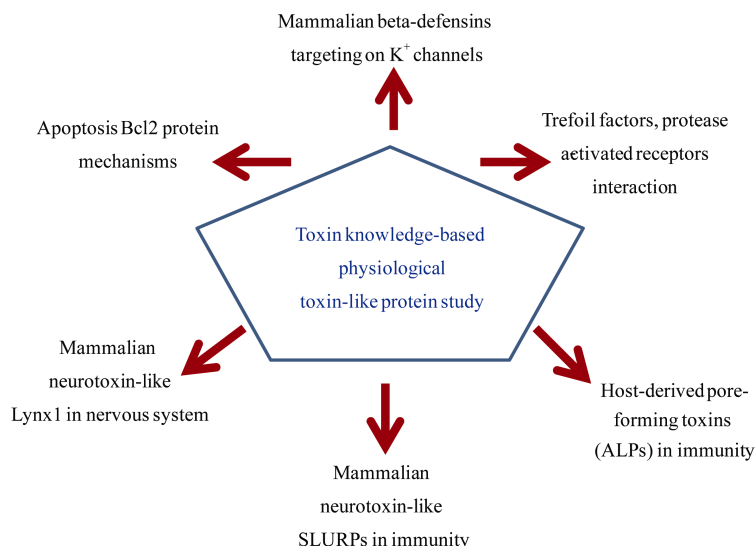 Mammalian beta-defensins
targeting on K⁺ channels
Apoptosis Bcl2 protein
mechanisms
Trefoil factors, protease
activated receptors
interaction
Toxin knowledge-based
physiological
toxin-like protein study
Mammalian
neurotoxin-like
Lynx1 in nervous system
Host-derived pore-
forming toxins
(ALPs) in immunity
Mammalian
neurotoxin-like
SLURPs in immunity